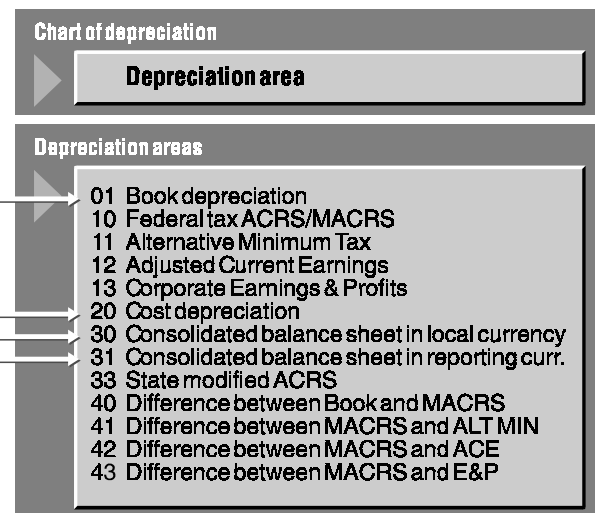 Chart of depreciation
Depreciation area
Depreciation areas
01 Book depreciation
10 Federal tax ACRS/MACRS
11 Alternative Minimum Tax
12 Adjusted Current Earnings
13 Corporate Earnings & Profits
20 Cost depreciation
30 Consolidated balance sheet in local currency
31 Consolidated balance sheet in reporting curr.
33 State modified ACRS
40 Difference between Book and MACRS
41 Difference between MACRS and ALT MIN
42 Difference between MACRS and ACE
43 Difference between MACRS and E&P